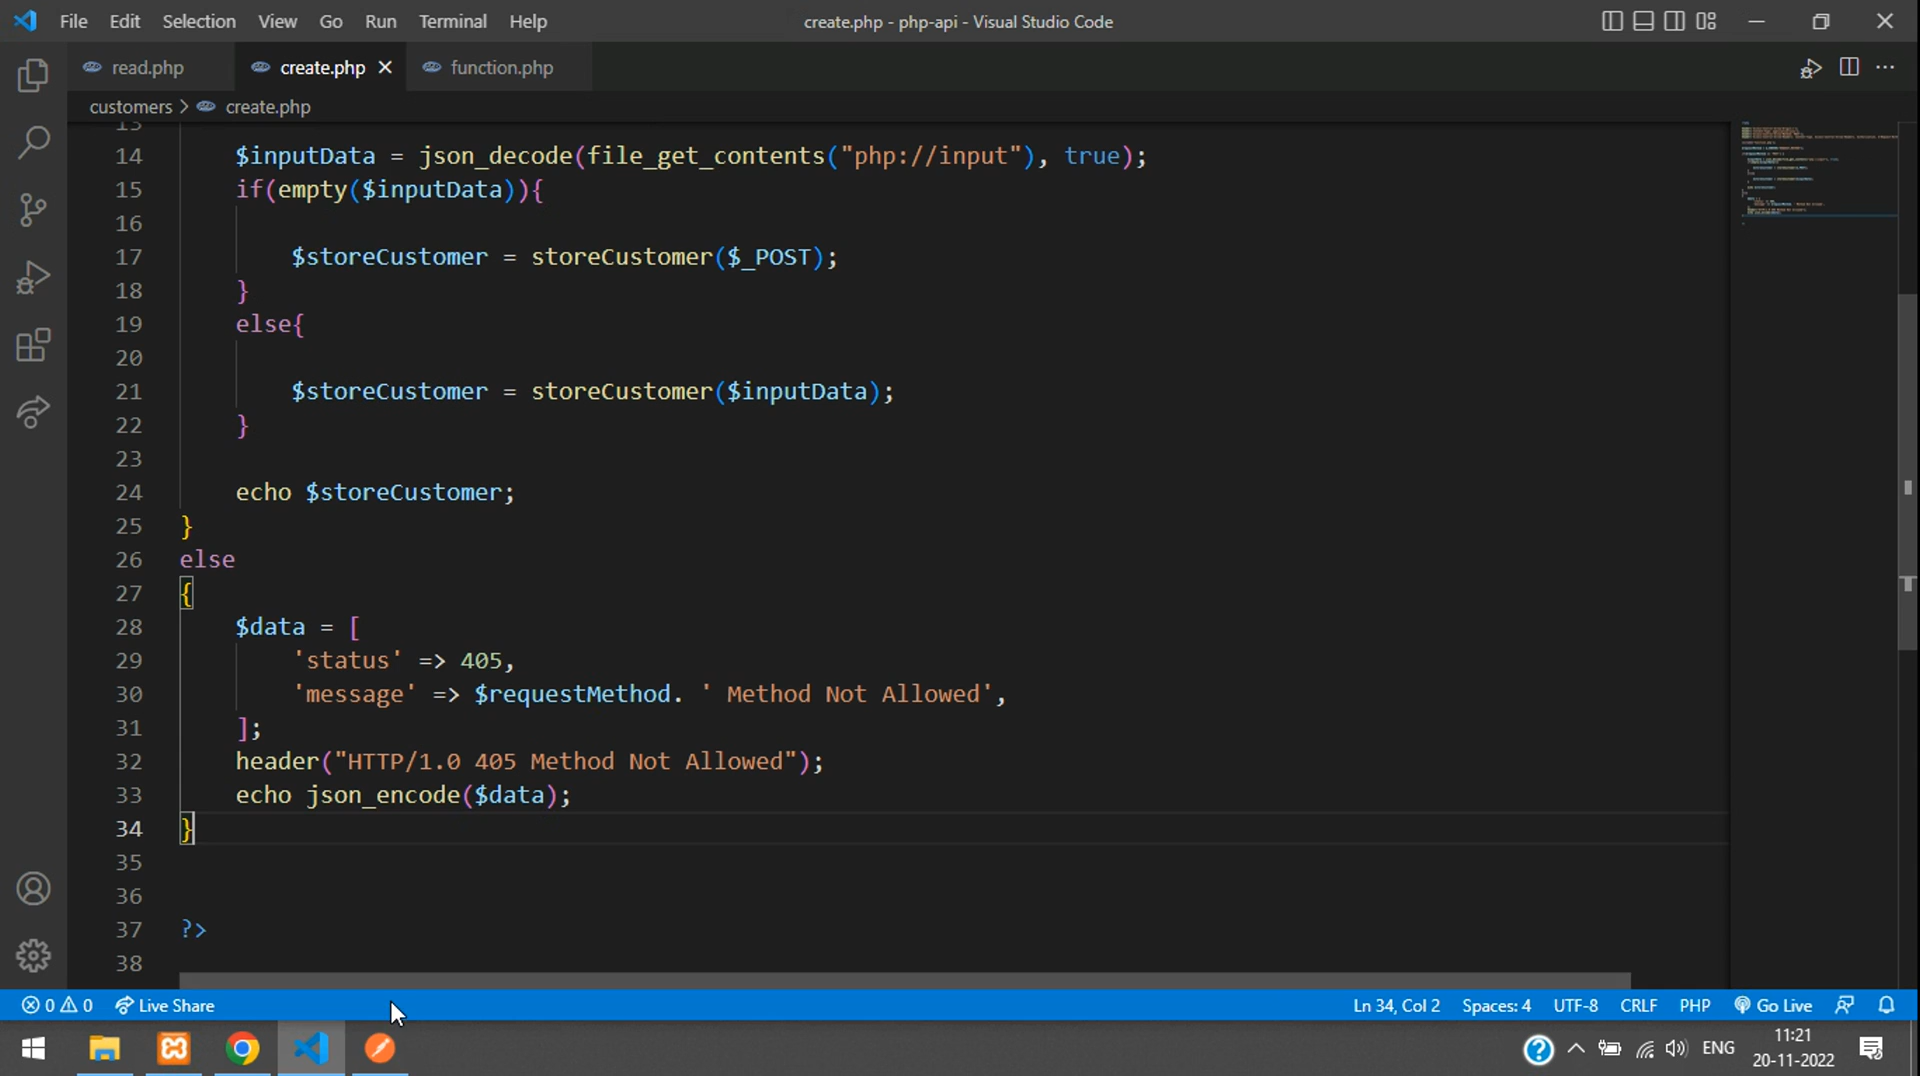 File Edit Selection View Go Run Terminal Help create.php - php-api - Visual Studio Code
read.php create.php function.php
customers > create.php
13
14 $inputData = json_decode(file_get_contents("php://input"), true);
15 if(empty($inputData)){
16
17 $storeCustomer = storeCustomer($_POST);
18 }
19 else{
20
21 $storeCustomer = storeCustomer($inputData);
22 }
23
24 echo $storeCustomer;
25 }
26 else
27 {
28 $data = [
29 'status' => 405,
30 'message' => $requestMethod. ' Method Not Allowed',
31 ];
32 header("HTTP/1.0 405 Method Not Allowed");
33 echo json_encode($data);
34 }
35
36
37 ?>
38
0 0 Live Share Ln 34, Col 2 Spaces: 4 UTF-8 CRLF PHP Go Live
ENG 11:21
20-11-2022